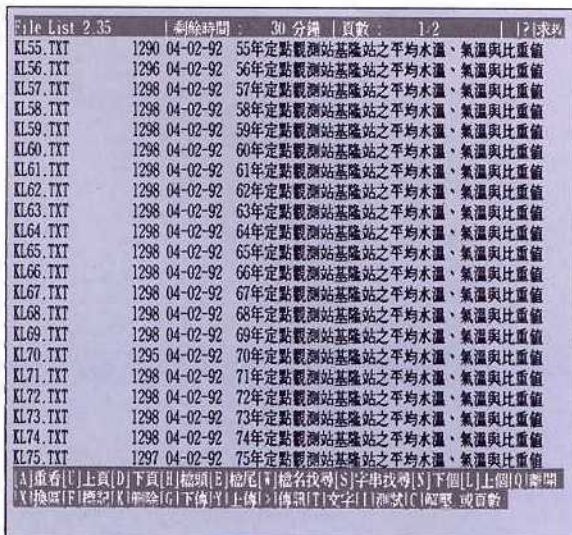 File List 2.35 | 剩餘時間 : 30 分鐘 | 頁數 : 1/2 | |?|求救
KL55.TXT 1290 04-02-92 55年定點觀測站基隆站之平均水溫、氣溫與比重值
KL56.TXT 1296 04-02-92 56年定點觀測站基隆站之平均水溫、氣溫與比重值
KL57.TXT 1298 04-02-92 57年定點觀測站基隆站之平均水溫、氣溫與比重值
KL58.TXT 1298 04-02-92 58年定點觀測站基隆站之平均水溫、氣溫與比重值
KL59.TXT 1298 04-02-92 59年定點觀測站基隆站之平均水溫、氣溫與比重值
KL60.TXT 1298 04-02-92 60年定點觀測站基隆站之平均水溫、氣溫與比重值
KL61.TXT 1298 04-02-92 61年定點觀測站基隆站之平均水溫、氣溫與比重值
KL62.TXT 1298 04-02-92 62年定點觀測站基隆站之平均水溫、氣溫與比重值
KL63.TXT 1298 04-02-92 63年定點觀測站基隆站之平均水溫、氣溫與比重值
KL64.TXT 1298 04-02-92 64年定點觀測站基隆站之平均水溫、氣溫與比重值
KL65.TXT 1298 04-02-92 65年定點觀測站基隆站之平均水溫、氣溫與比重值
KL66.TXT 1298 04-02-92 66年定點觀測站基隆站之平均水溫、氣溫與比重值
KL67.TXT 1298 04-02-92 67年定點觀測站基隆站之平均水溫、氣溫與比重值
KL68.TXT 1298 04-02-92 68年定點觀測站基隆站之平均水溫、氣溫與比重值
KL69.TXT 1298 04-02-92 69年定點觀測站基隆站之平均水溫、氣溫與比重值
KL70.TXT 1295 04-02-92 70年定點觀測站基隆站之平均水溫、氣溫與比重值
KL71.TXT 1298 04-02-92 71年定點觀測站基隆站之平均水溫、氣溫與比重值
KL72.TXT 1298 04-02-92 72年定點觀測站基隆站之平均水溫、氣溫與比重值
KL73.TXT 1298 04-02-92 73年定點觀測站基隆站之平均水溫、氣溫與比重值
KL74.TXT 1298 04-02-92 74年定點觀測站基隆站之平均水溫、氣溫與比重值
KL75.TXT 1297 04-02-92 75年定點觀測站基隆站之平均水溫、氣溫與比重值
[A]重看[U]上頁[D]下頁[H]檔頭[E]檔尾[W]檔名找尋[S]字串找尋[N]下個[L]上個[Q]離開
[X]換區[F]標記[K]刪除[G]下傳[Y]上傳[>]傳訊[T]文字[!]測試[C]解壓 或頁數